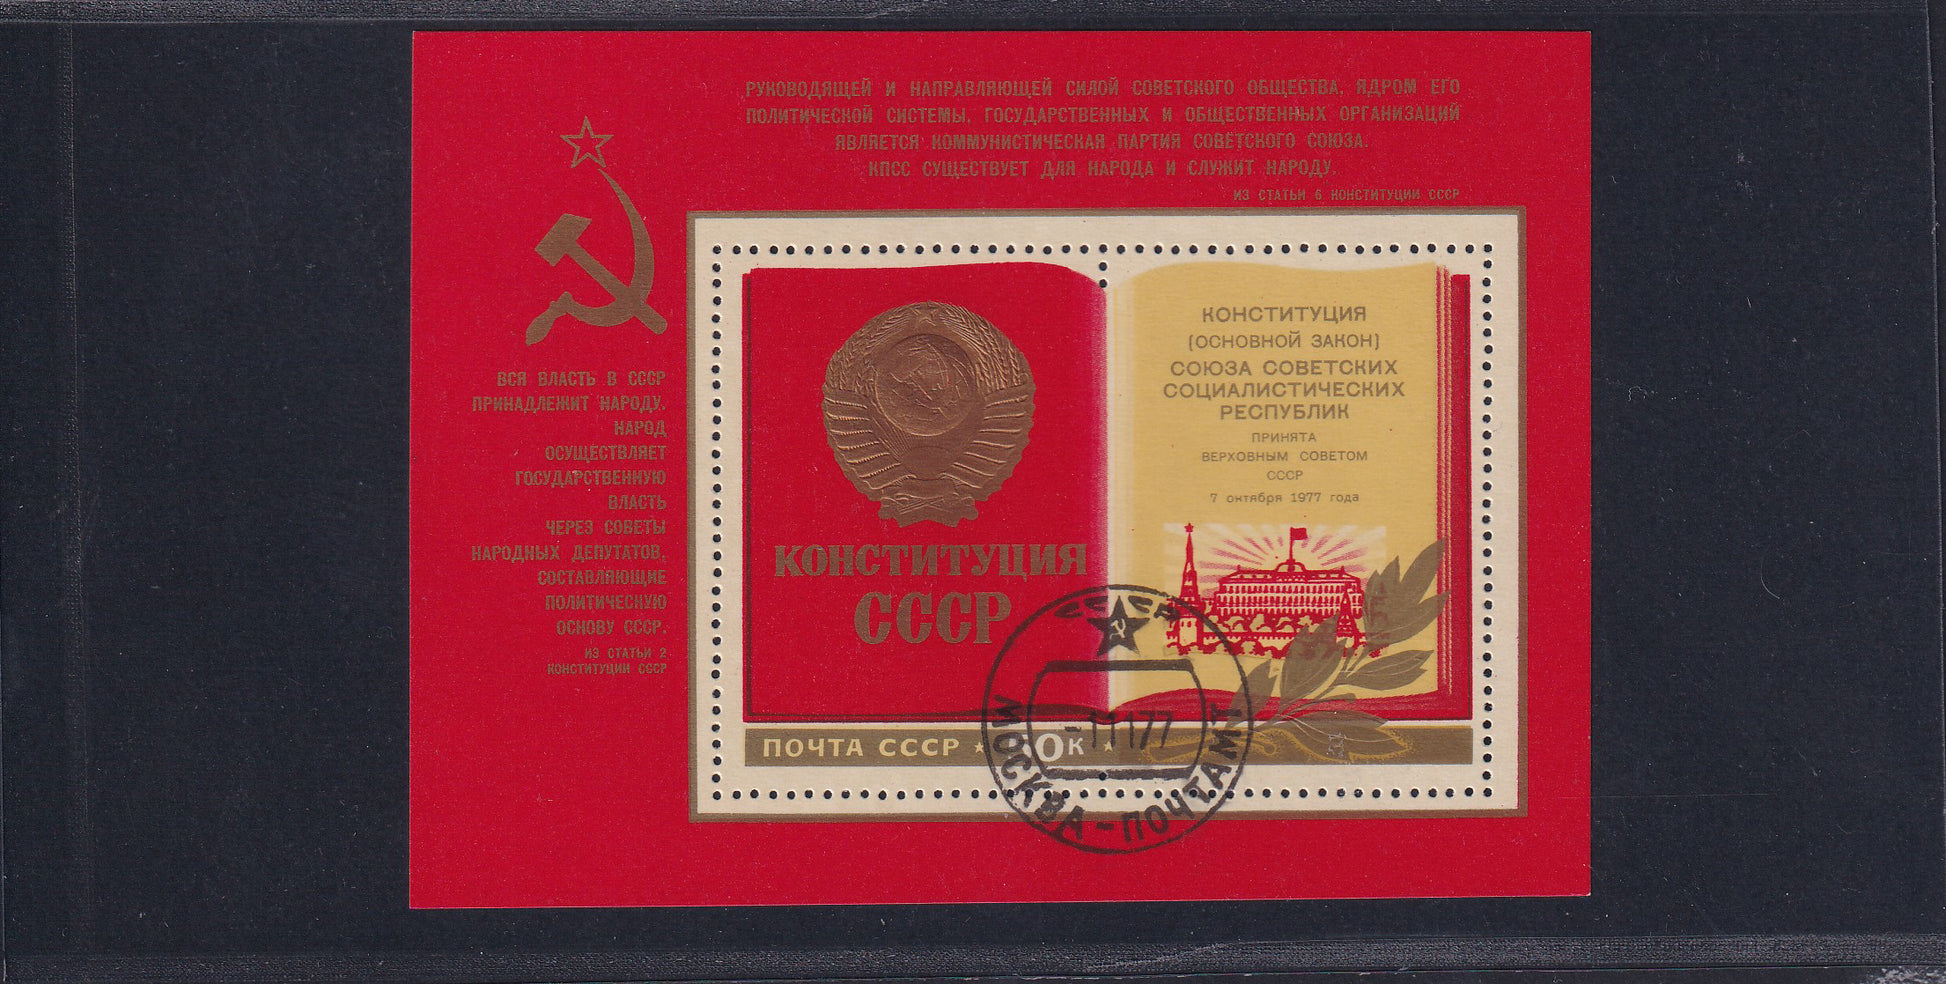 РУКОВОДЯЩЕЙ И НАПРАВЛЯЮЩЕЙ СИЛОЙ СОВЕТСКОГО ОБЩЕСТВА, ЯДРОМ ЕГО
ПОЛИТИЧЕСКОЙ СИСТЕМЫ, ГОСУДАРСТВЕННЫХ И ОБЩЕСТВЕННЫХ ОРГАНИЗАЦИЙ
ЯВЛЯЕТСЯ КОММУНИСТИЧЕСКАЯ ПАРТИЯ СОВЕТСКОГО СОЮЗА.
КПСС СУЩЕСТВУЕТ ДЛЯ НАРОДА И СЛУЖИТ НАРОДУ.
ИЗ СТАТЬИ 6 КОНСТИТУЦИИ СССР
ВСЯ ВЛАСТЬ В СССР
ПРИНАДЛЕЖИТ НАРОДУ.
НАРОД
ОСУЩЕСТВЛЯЕТ
ГОСУДАРСТВЕННУЮ
ВЛАСТЬ
ЧЕРЕЗ СОВЕТЫ
НАРОДНЫХ ДЕПУТАТОВ,
СОСТАВЛЯЮЩИЕ
ПОЛИТИЧЕСКУЮ
ОСНОВУ СССР.
ИЗ СТАТЬИ 2
КОНСТИТУЦИИ СССР
КОНСТИТУЦИЯ
СССР
КОНСТИТУЦИЯ
(ОСНОВНОЙ ЗАКОН)
СОЮЗА СОВЕТСКИХ
СОЦИАЛИСТИЧЕСКИХ
РЕСПУБЛИК
ПРИНЯТА
ВЕРХОВНЫМ СОВЕТОМ
СССР
7 октября 1977 года
ПОЧТА СССР
СССР
-11177
МОСКВА-ПОЧТАМТ